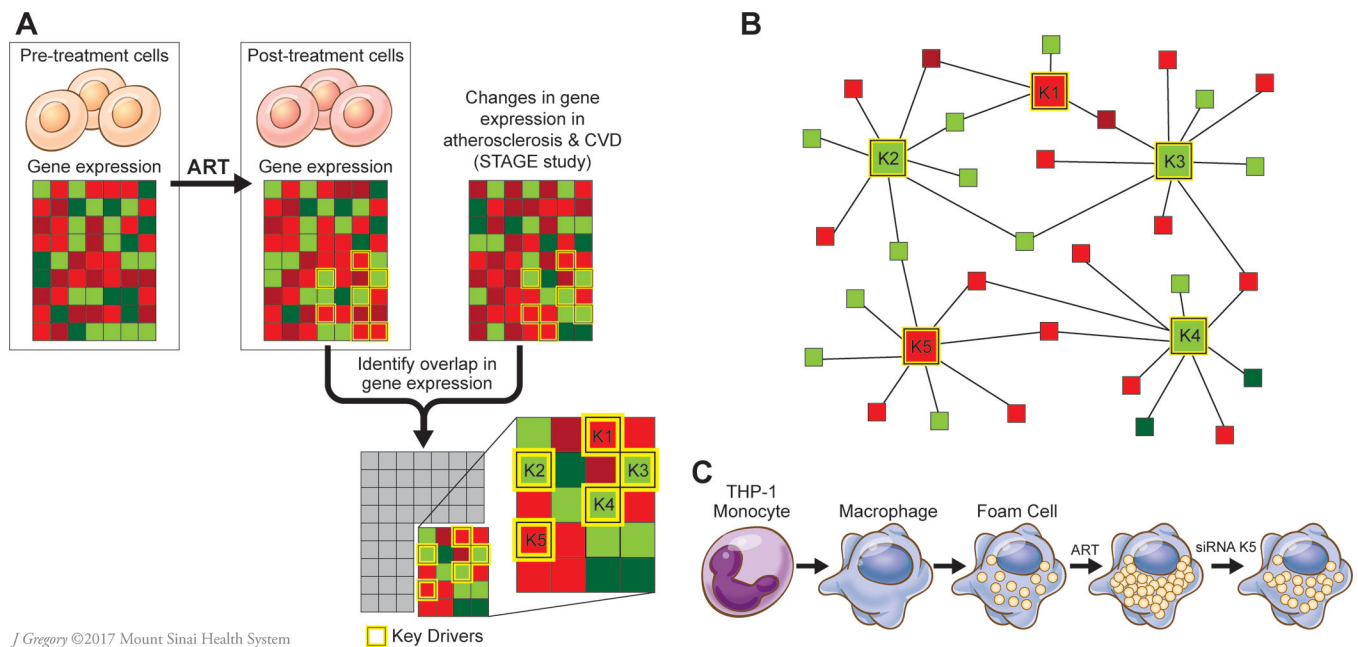 A
Pre-treatment cells
Gene expression
ART
Post-treatment cells
Gene expression
Changes in gene
expression in
atherosclerosis & CVD
(STAGE study)
Identify overlap in
gene expression
K1
K2
K3
K4
K5
Key Drivers
B
K1
K2
K3
K5
K4
C
THP-1
Monocyte
Macrophage
Foam Cell
ART
siRNA K5
J Gregory ©2017 Mount Sinai Health System